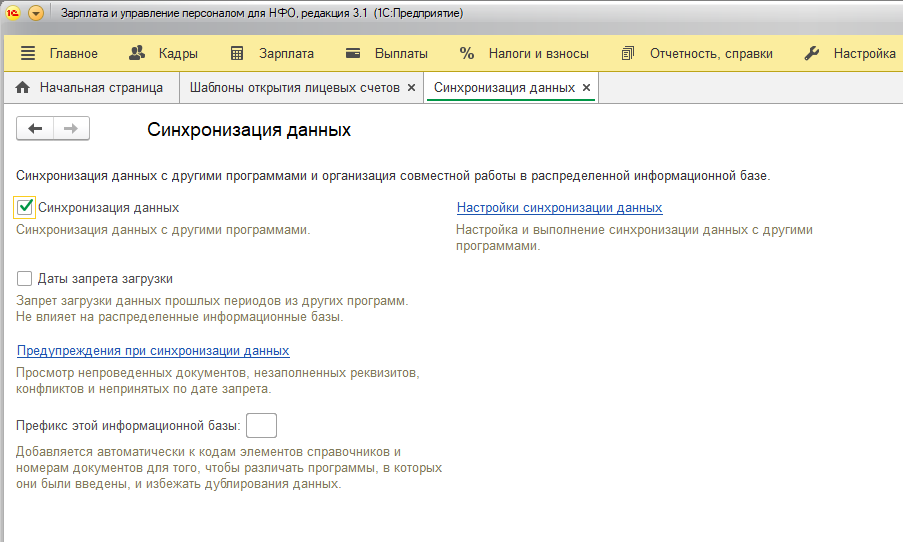 Зарплата и управление персоналом для НФО, редакция 3.1 (1С:Предприятие)
Главное Кадры Зарплата Выплаты Налоги и взносы Отчетность, справки Настройка
Начальная страница Шаблоны открытия лицевых счетов Синхронизация данных
Синхронизация данных
Синхронизация данных с другими программами и организация совместной работы в распределенной информационной базе.
Синхронизация данных Настройки синхронизации данных
Синхронизация данных с другими программами. Настройка и выполнение синхронизации данных с другими
программами.
Даты запрета загрузки
Запрет загрузки данных прошлых периодов из других программ.
Не влияет на распределенные информационные базы.
Предупреждения при синхронизации данных
Просмотр непроведенных документов, незаполненных реквизитов,
конфликтов и непринятых по дате запрета.
Префикс этой информационной базы:
Добавляется автоматически к кодам элементов справочников и
номерам документов для того, чтобы различать программы, в которых
они были введены, и избежать дублирования данных.